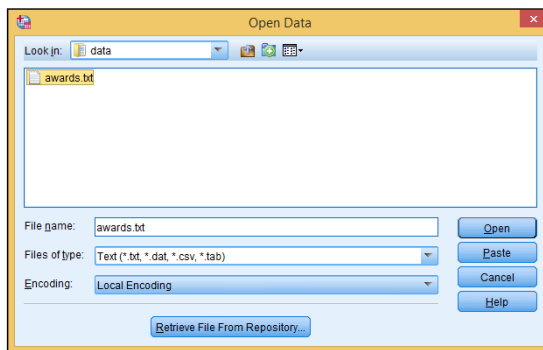 Open Data
Look in: data
awards.txt
File name: awards.txt
Files of type: Text (*.txt, *.dat, *.csv, *.tab)
Encoding: Local Encoding
Open
Paste
Cancel
Help
Retrieve File From Repository...